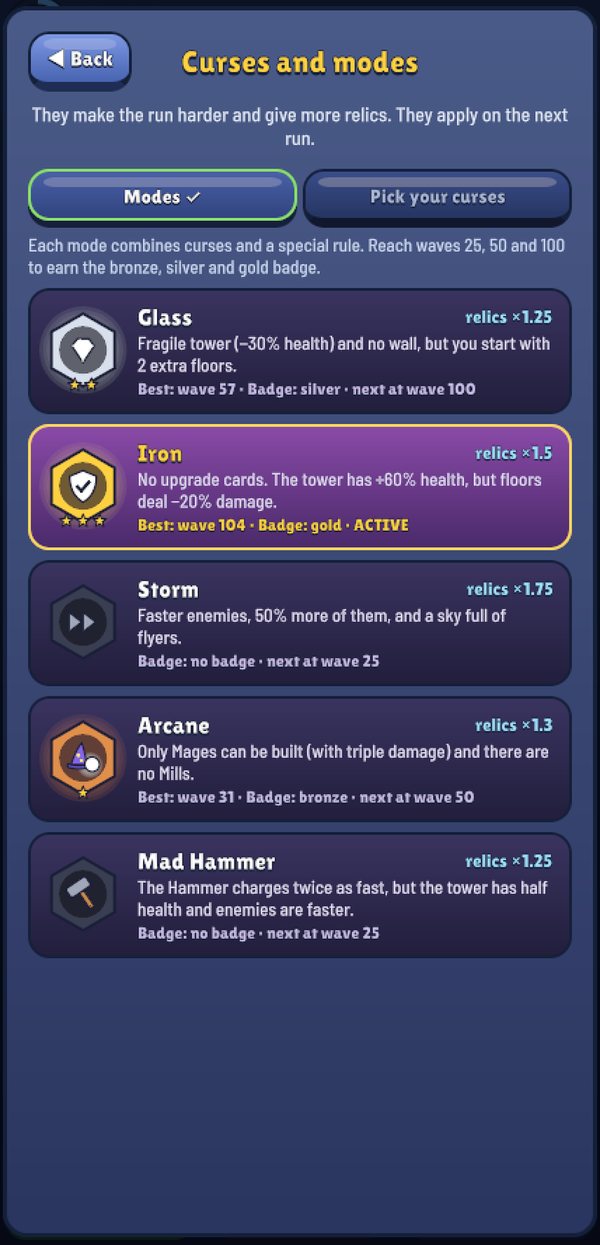 Back
Curses and modes
They make the run harder and give more relics. They apply on the next
run.
Modes ✓
Pick your curses
Each mode combines curses and a special rule. Reach waves 25, 50 and 100
to earn the bronze, silver and gold badge.
Glass
relics ×1.25
Fragile tower (−30% health) and no wall, but you start with
2 extra floors.
Best: wave 57 · Badge: silver · next at wave 100
Iron
relics ×1.5
No upgrade cards. The tower has +60% health, but floors
deal −20% damage.
Best: wave 104 · Badge: gold · ACTIVE
Storm
relics ×1.75
Faster enemies, 50% more of them, and a sky full of
flyers.
Badge: no badge · next at wave 25
Arcane
relics ×1.3
Only Mages can be built (with triple damage) and there are
no Mills.
Best: wave 31 · Badge: bronze · next at wave 50
Mad Hammer
relics ×1.25
The Hammer charges twice as fast, but the tower has half
health and enemies are faster.
Badge: no badge · next at wave 25